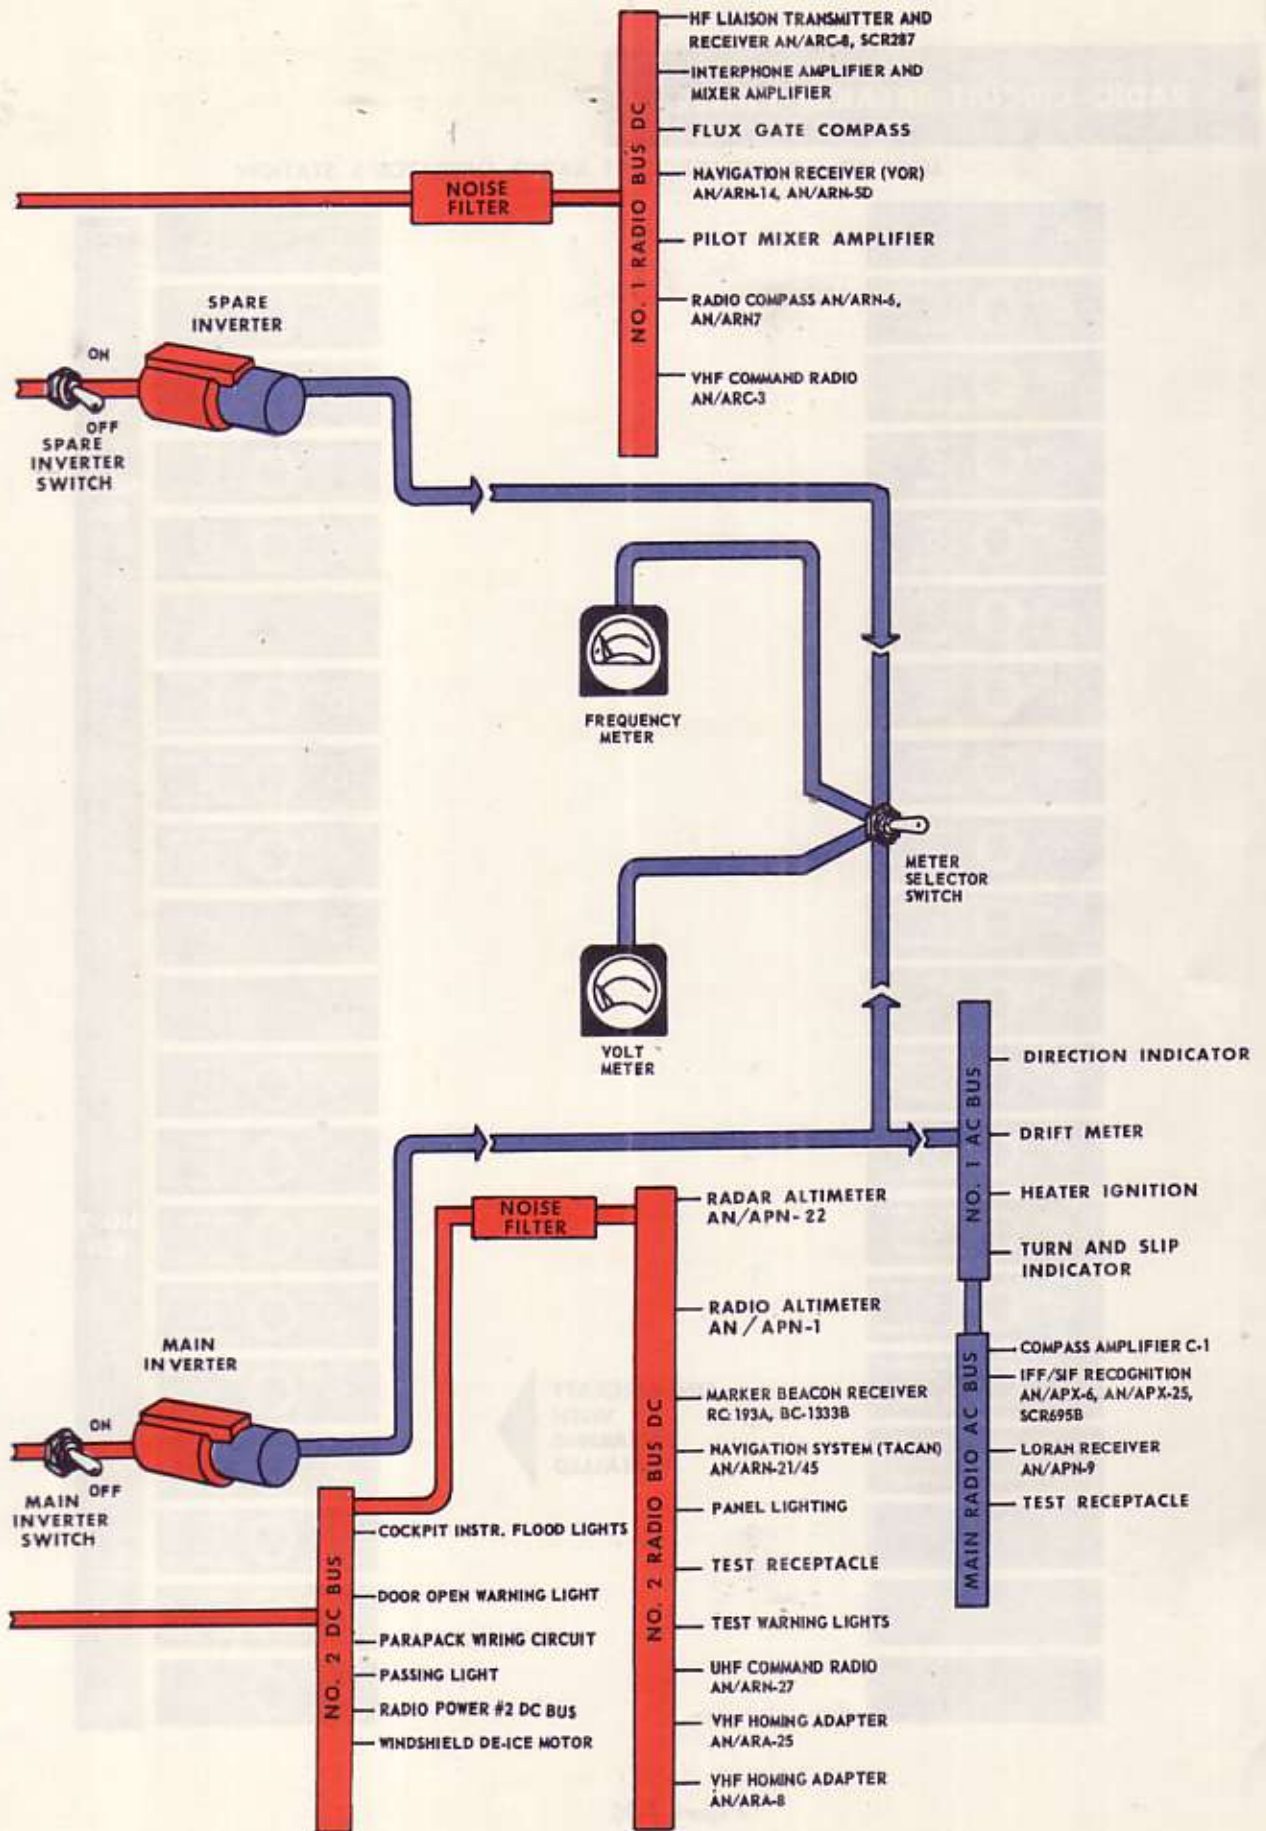 HF LIAISON TRANSMITTER AND
RECEIVER AN/ARC-8, SCR287
INTERPHONE AMPLIFIER AND
MIXER AMPLIFIER
FLUX GATE COMPASS
NAVIGATION RECEIVER (VOR)
AN/ARN-14, AN/ARN-5D
PILOT MIXER AMPLIFIER
RADIO COMPASS AN/ARN-6,
AN/ARN7
VHF COMMAND RADIO
AN/ARC-3
NO. 1 RADIO BUS DC
NOISE
FILTER
SPARE
INVERTER
ON
OFF
SPARE
INVERTER
SWITCH
FREQUENCY
METER
METER
SELECTOR
SWITCH
VOLT
METER
NO. 1 AC BUS
DIRECTION INDICATOR
DRIFT METER
HEATER IGNITION
TURN AND SLIP
INDICATOR
MAIN RADIO AC BUS
COMPASS AMPLIFIER C-1
IFF/SIF RECOGNITION
AN/APX-6, AN/APX-25,
SCR695B
LORAN RECEIVER
AN/APN-9
TEST RECEPTACLE
NOISE
FILTER
NO. 2 RADIO BUS DC
RADAR ALTIMETER
AN/APN-22
RADIO ALTIMETER
AN/APN-1
MARKER BEACON RECEIVER
RC-193A, BC-1333B
NAVIGATION SYSTEM (TACAN)
AN/ARN-21/45
PANEL LIGHTING
TEST RECEPTACLE
TEST WARNING LIGHTS
UHF COMMAND RADIO
AN/ARN-27
VHF HOMING ADAPTER
AN/ARA-25
VHF HOMING ADAPTER
AN/ARA-8
MAIN
INVERTER
ON
OFF
MAIN
INVERTER
SWITCH
NO. 2 DC BUS
COCKPIT INSTR. FLOOD LIGHTS
DOOR OPEN WARNING LIGHT
PARAPACK WIRING CIRCUIT
PASSING LIGHT
RADIO POWER #2 DC BUS
WINDSHIELD DE-ICE MOTOR